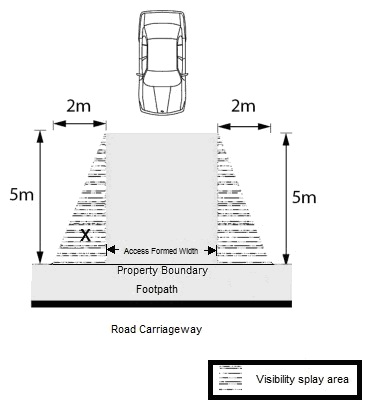 2m
2m
5m
5m
X
Access Formed Width
Property Boundary
Footpath
Road Carriageway
Visibility splay area